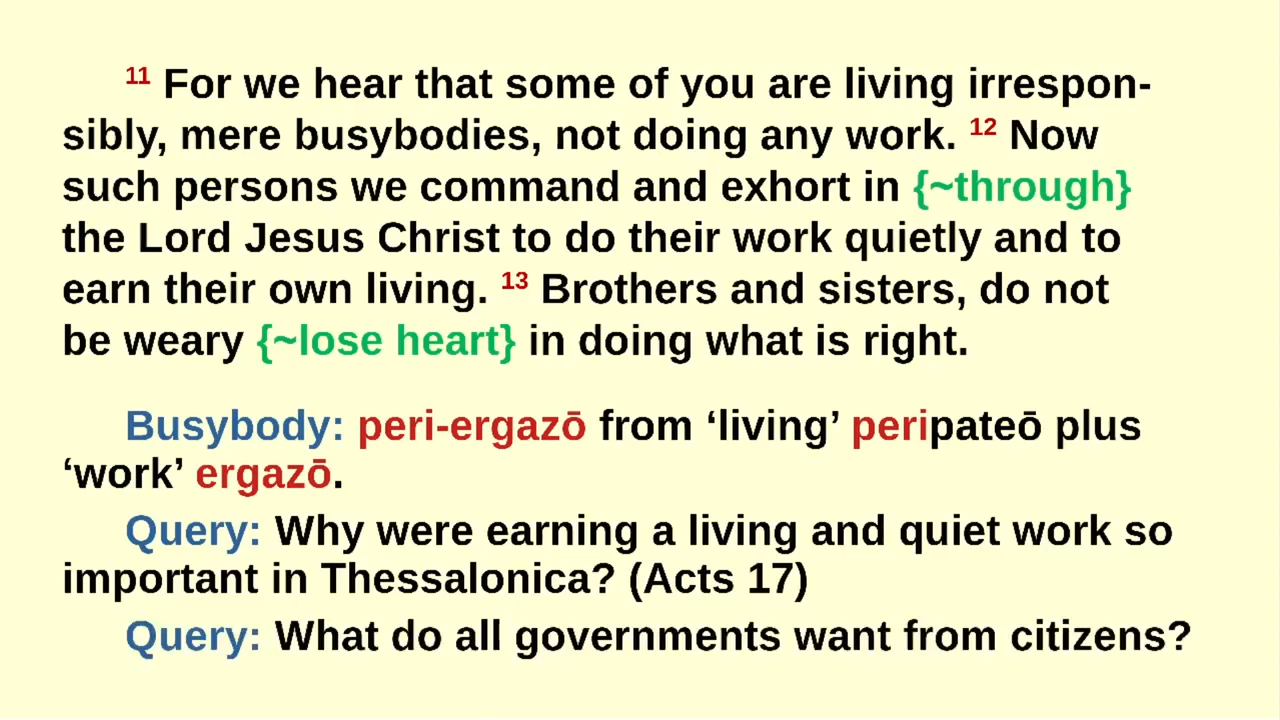 11 For we hear that some of you are living irrespon-
sibly, mere busybodies, not doing any work. 12 Now
such persons we command and exhort in {~through}
the Lord Jesus Christ to do their work quietly and to
earn their own living. 13 Brothers and sisters, do not
be weary {~lose heart} in doing what is right.
Busybody: peri-ergazō from ‘living’ peripateō plus
‘work’ ergazō.
Query: Why were earning a living and quiet work so
important in Thessalonica? (Acts 17)
Query: What do all governments want from citizens?